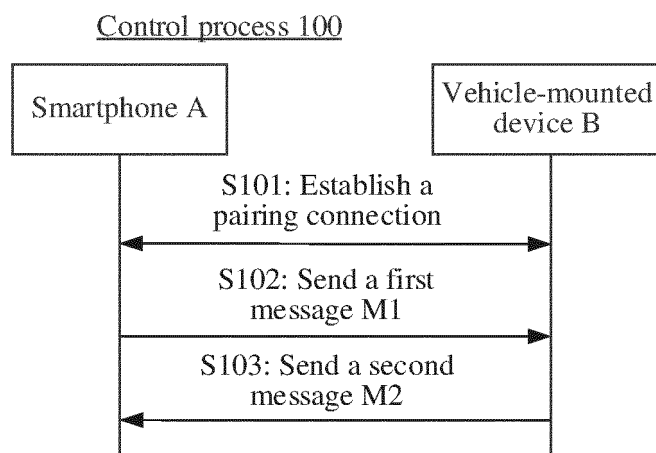 Control process 100
Smartphone A
Vehicle-mounted
device B
S101: Establish a
pairing connection
S102: Send a first
message M1
S103: Send a second
message M2